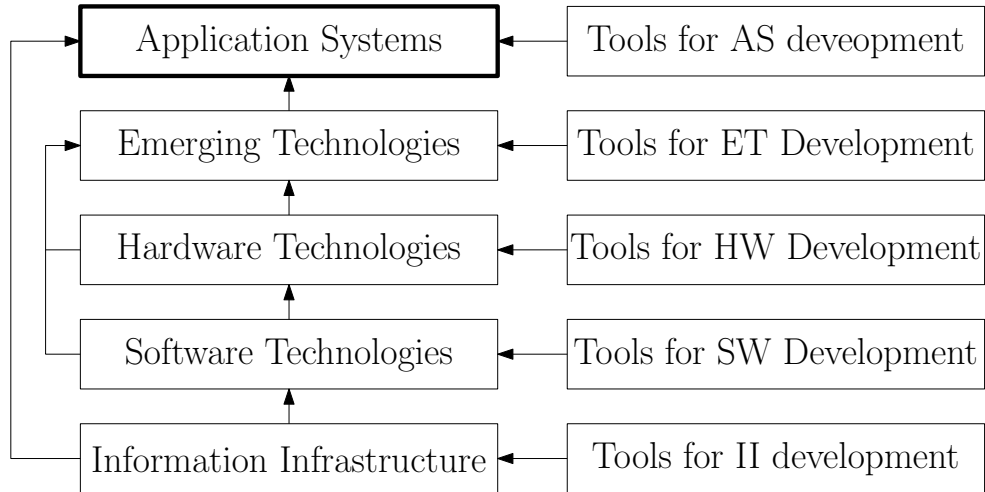 Application Systems
Tools for AS deveopment
Emerging Technologies
Tools for ET Development
Hardware Technologies
Tools for HW Development
Software Technologies
Tools for SW Development
Information Infrastructure
Tools for II development